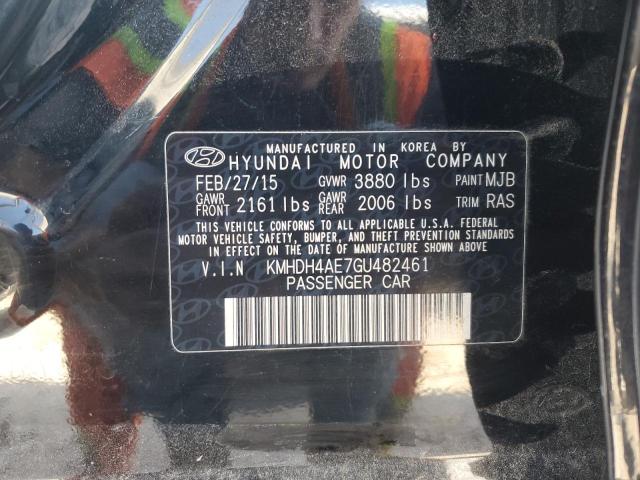 MANUFACTURED IN KOREA BY
HYUNDAI MOTOR COMPANY
FEB/27/15 GVWR 3880 lbs PAINT MJB
GAWR FRONT 2161 lbs GAWR REAR 2006 lbs TRIM RAS
THIS VEHICLE CONFORMS TO ALL APPLICABLE U.S.A. FEDERAL
MOTOR VEHICLE SAFETY, BUMPER, AND THEFT PREVENTION
STANDARDS IN EFFECT ON THE DATE OF MANUFACTURE SHOWN ABOVE.
V.I.N KMHDH4AE7GU482461
PASSENGER CAR